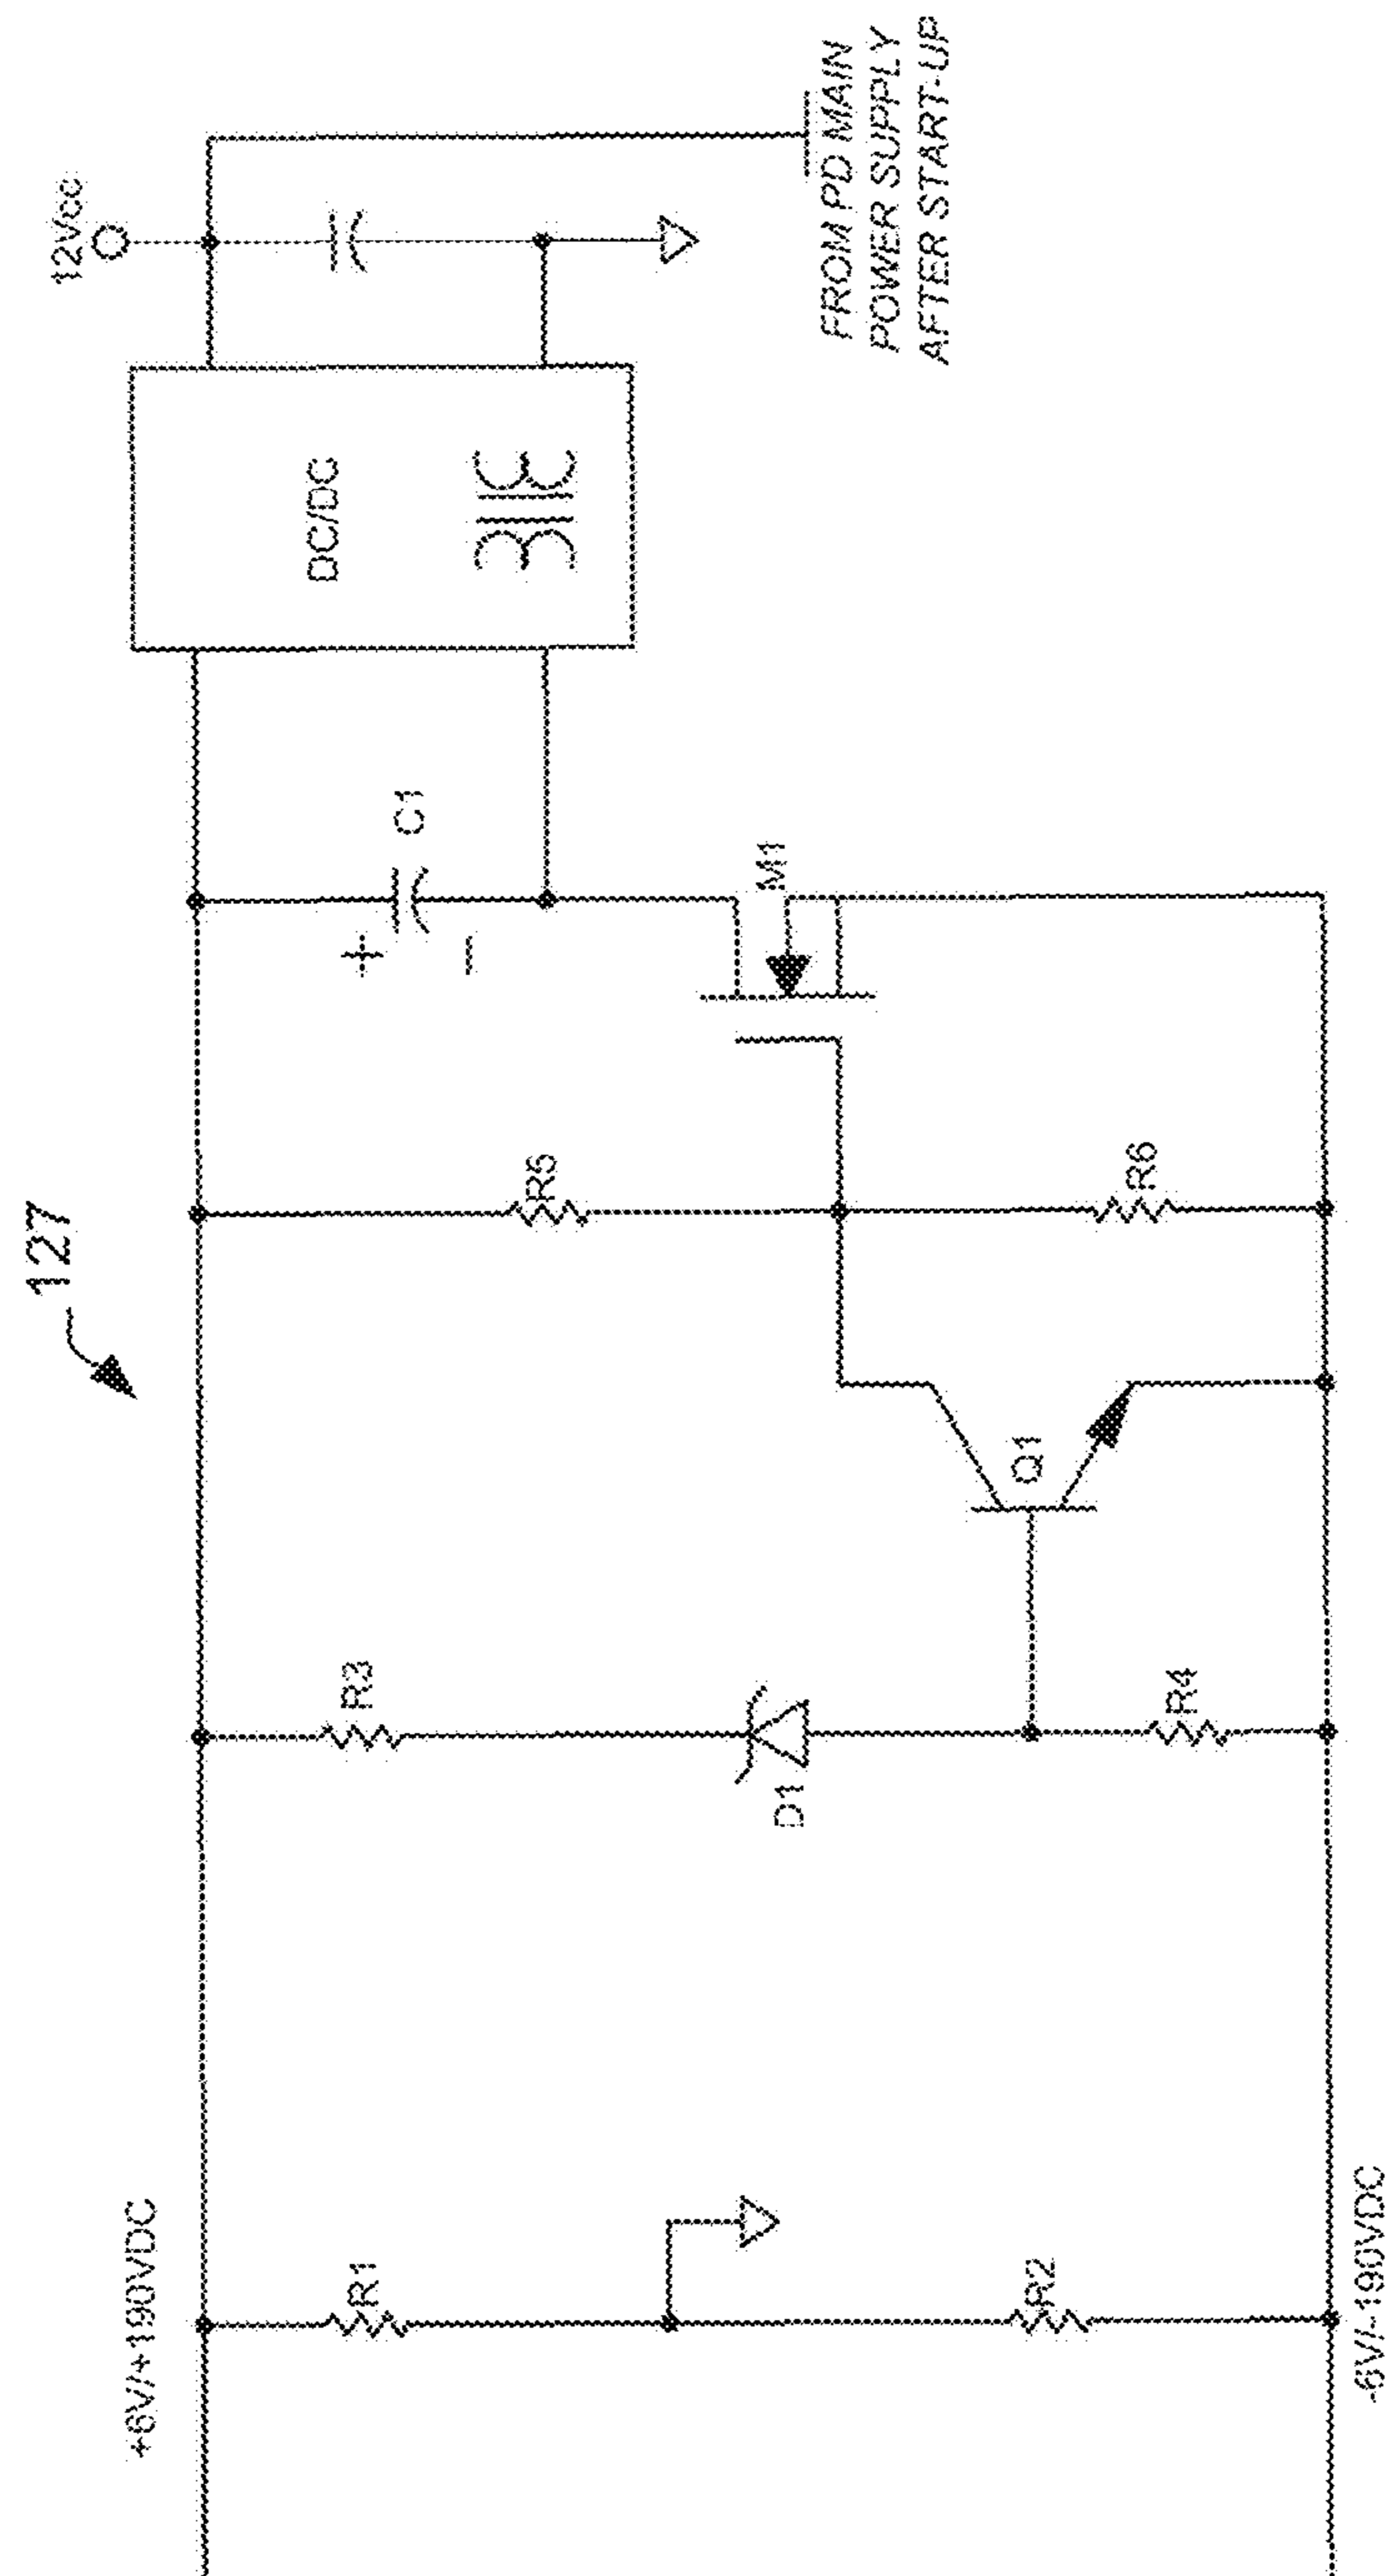 127
+6V/+190VDC
R1
R2
-6V/-190VDC
R3
D1
R4
Q1
R5
R6
M1
+
C1
–
DC/DC
12Vcc
FROM PD MAIN
POWER SUPPLY
AFTER START-UP